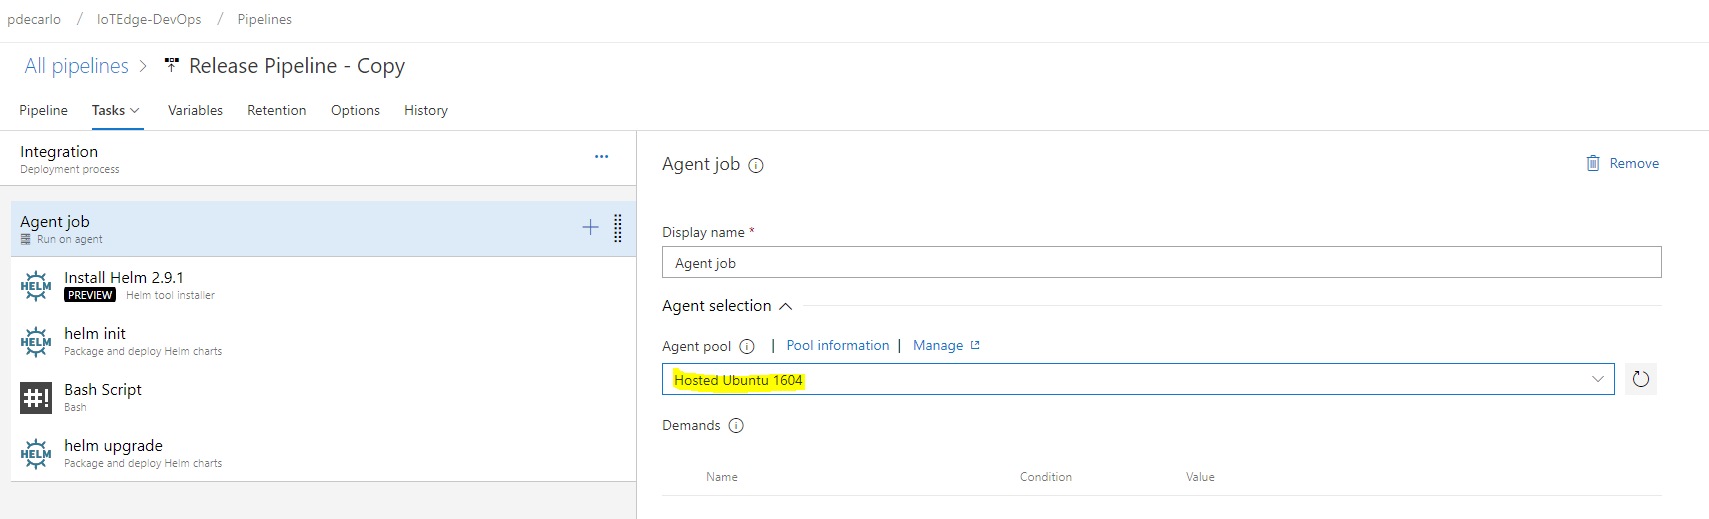 pdecarlo / IoTEdge-DevOps / Pipelines
All pipelines > Release Pipeline - Copy
Pipeline Tasks Variables Retention Options History
Integration
Deployment process
Agent job
Run on agent
HELM
Install Helm 2.9.1
PREVIEW Helm tool installer
HELM
helm init
Package and deploy Helm charts
#!
Bash Script
Bash
HELM
helm upgrade
Package and deploy Helm charts
Agent job
Remove
Display name *
Agent job
Agent selection
Agent pool | Pool information | Manage
Hosted Ubuntu 1604
Demands
Name Condition Value